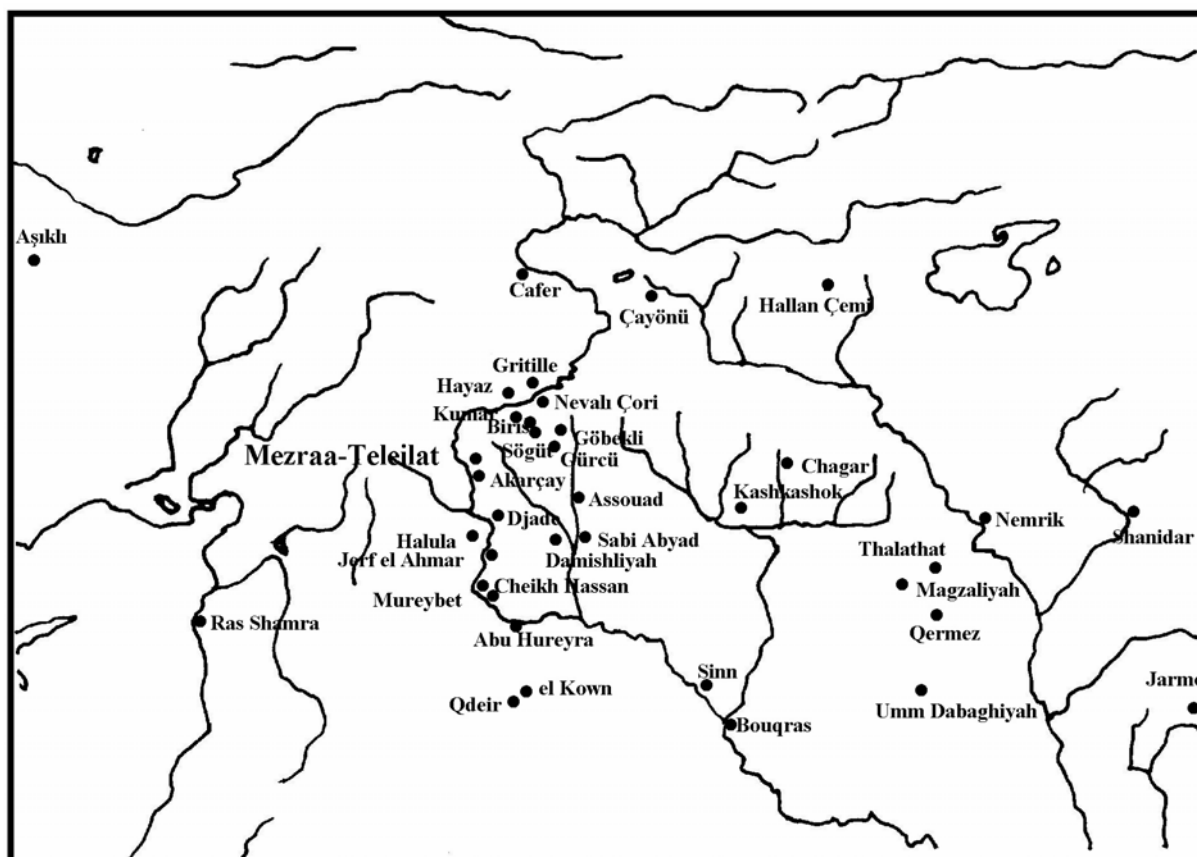 Aşıklı
Cafer
Çayönü
Hallan Çemi
Gritille
Hayaz
Nevalı Çori
Kumar
Biris
Göbekli
Sögüt
Gürcü
Mezraa-Teleilat
Chagar
Akarçay
Kashkashok
Assouad
Djade
Nemrik
Shanidar
Halula
Sabi Abyad
Thalathat
Jerf el Ahmar
Damishliyah
Cheikh Hassan
Magzaliyah
Mureybet
Ras Shamra
Qermez
Abu Hureyra
Sinn
Jarmo
el Kown
Qdeir
Umm Dabaghiyah
Bouqras